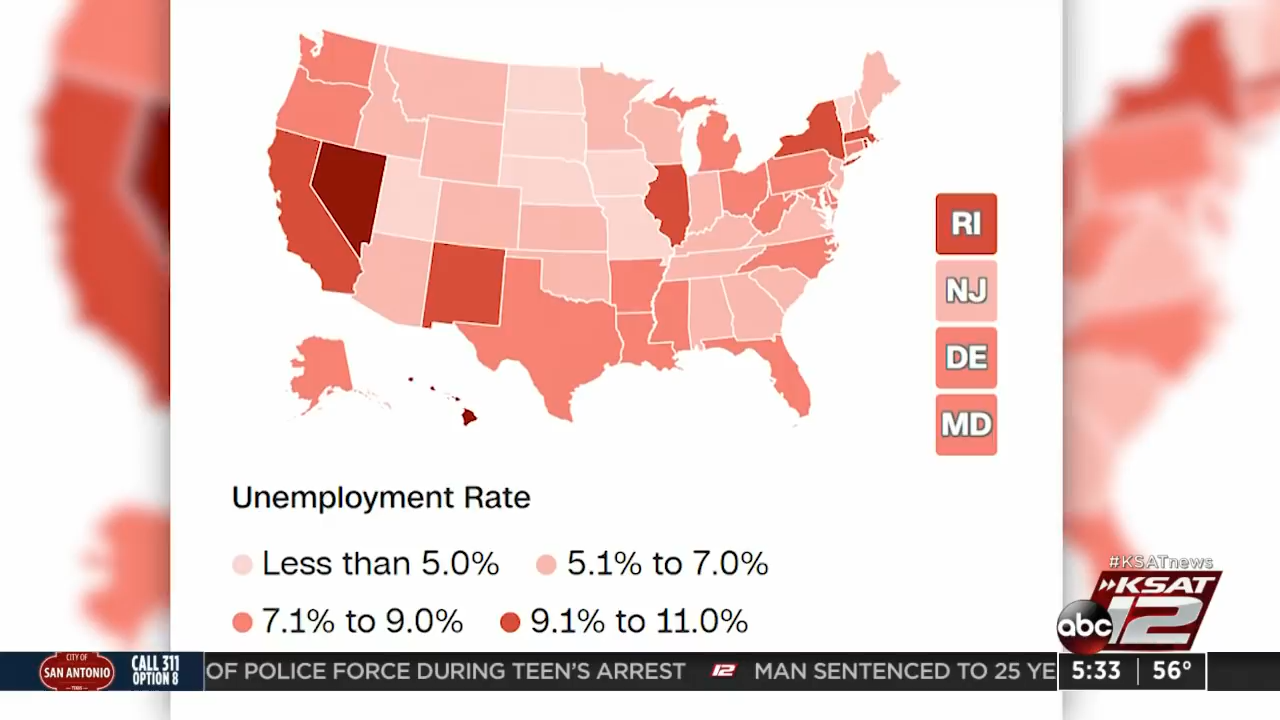 RI
NJ
DE
MD
Unemployment Rate
Less than 5.0% 5.1% to 7.0%
7.1% to 9.0% 9.1% to 11.0%
#KSATnews
KSAT
abc 12
CITY OF
SAN ANTONIO
TEXAS
CALL 311
OPTION 8
OF POLICE FORCE DURING TEEN'S ARREST 12 MAN SENTENCED TO 25 YE
5:33 56°